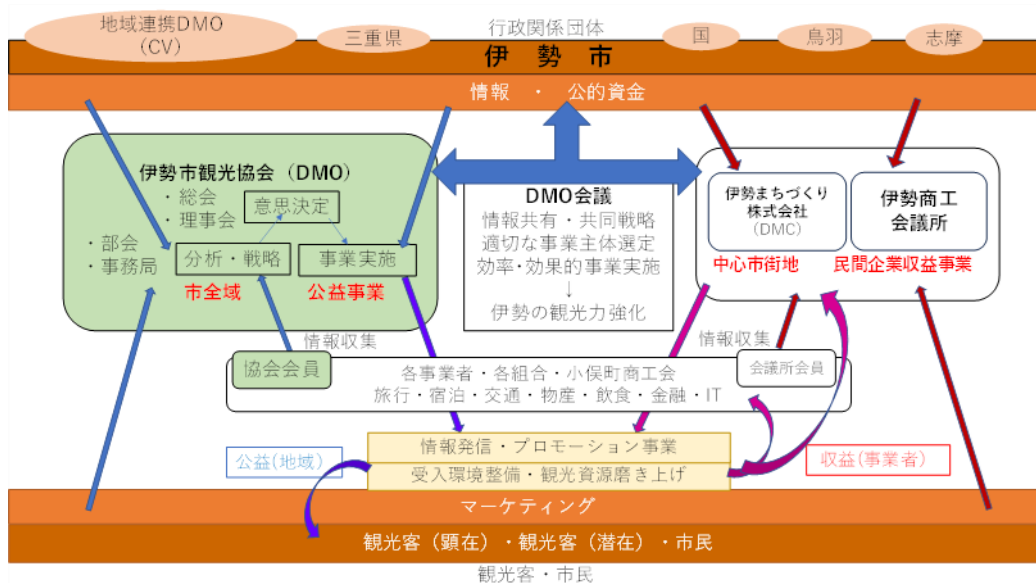 地域連携DMO
(CV)
三重県
行政関係団体
国
鳥羽
志摩
伊 勢 市
情報 ・ 公的資金
伊勢市観光協会（DMO）
・総会
・理事会
意思決定
・部会
・事務局
分析・戦略
事業実施
市全域
公益事業
DMO会議
情報共有・共同戦略
適切な事業主体選定
効率・効果的事業実施
↓
伊勢の観光力強化
伊勢まちづくり
株式会社
(DMC)
伊勢商工
会議所
中心市街地
民間企業収益事業
情報収集
情報収集
協会会員
会議所会員
各事業者・各組合・小俣町商工会
旅行・宿泊・交通・物産・飲食・金融・IT
情報発信・プロモーション事業
受入環境整備・観光資源磨き上げ
公益(地域)
収益(事業者)
マーケティング
観光客（顕在）・観光客（潜在）・市民
観光客・市民